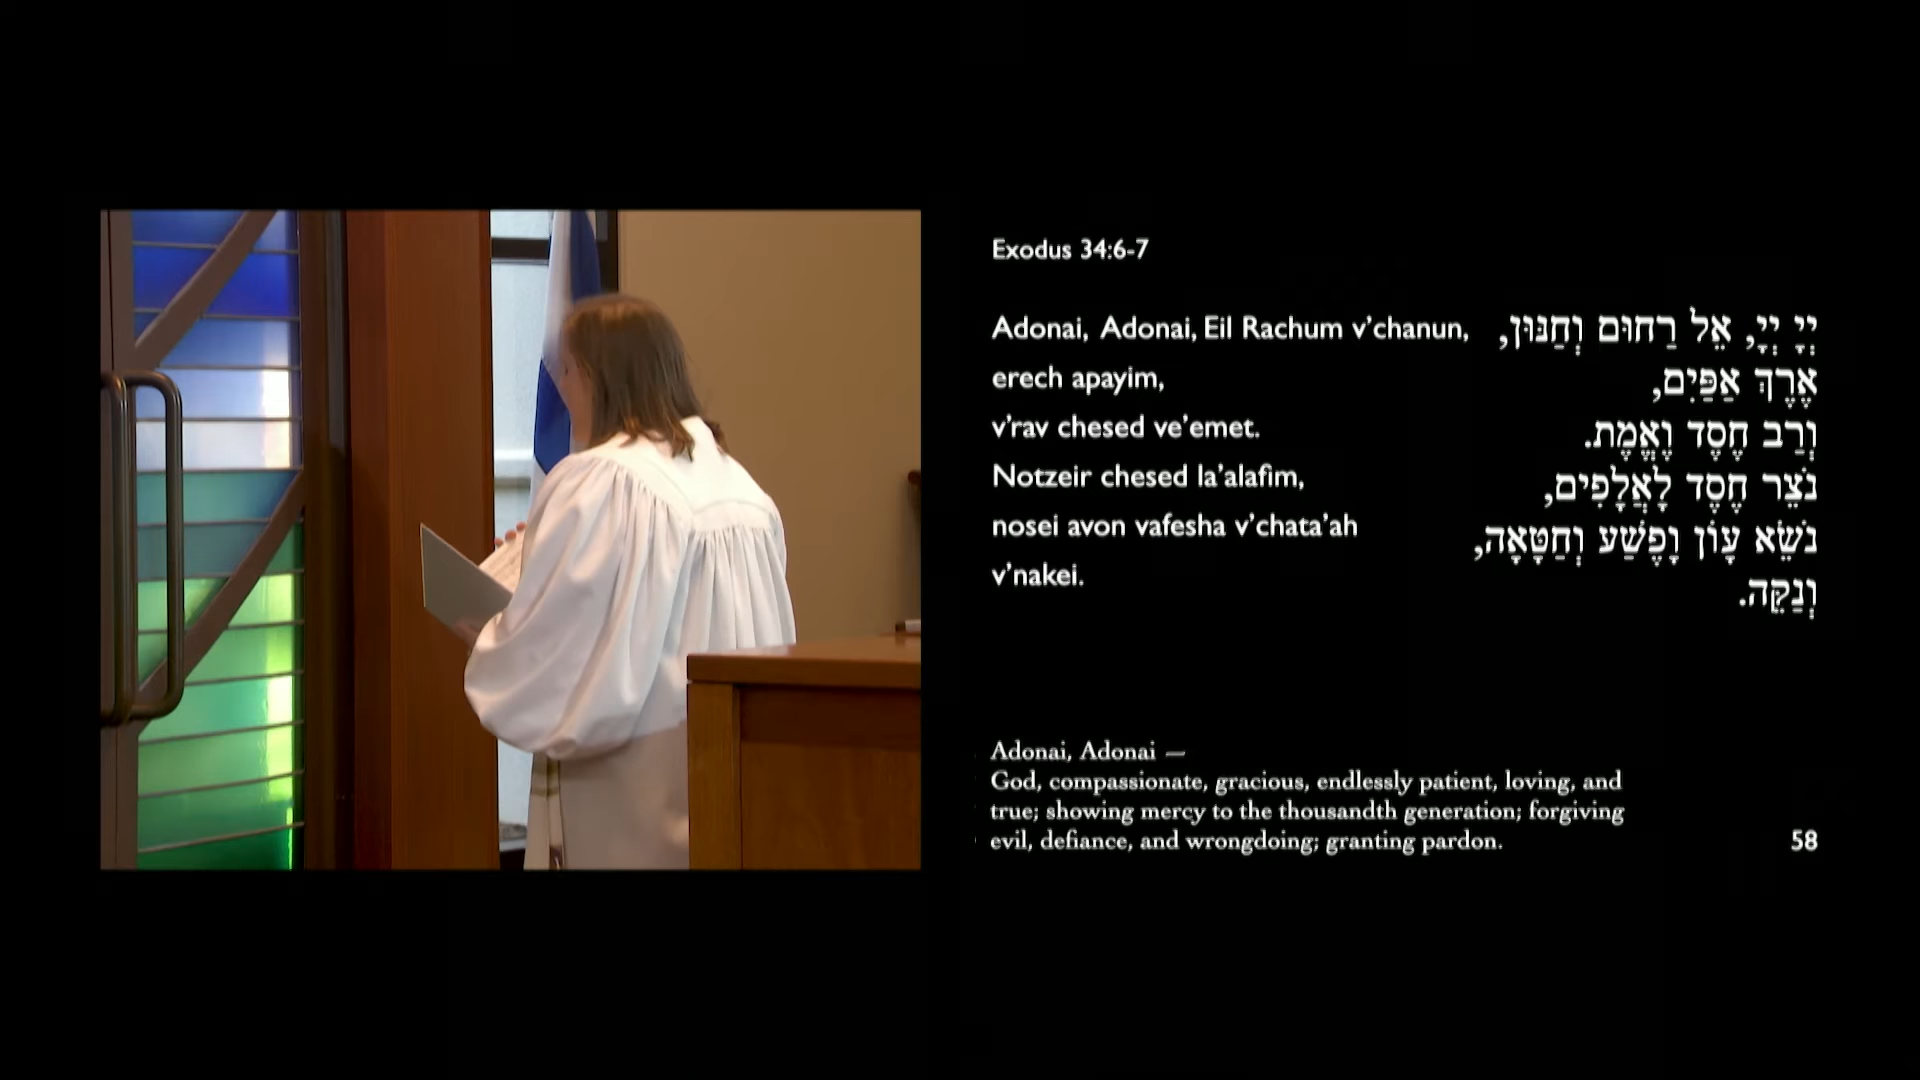 Exodus 34:6-7
Adonai, Adonai, Eil Rachum v'chanun,
erech apayim,
v'rav chesed ve'emet.
Notzeir chesed la'alafim,
nosei avon vafesha v'chata'ah
v'nakei.
יְיָ יְיָ, אֵל רַחוּם וְחַנּוּן,
אֶרֶךְ אַפַּיִם,
וְרַב חֶסֶד וֶאֱמֶת.
נֹצֵר חֶסֶד לָאֲלָפִים,
נֹשֵׂא עָוֹן וָפֶשַׁע וְחַטָּאָה,
וְנַקֵּה.
Adonai, Adonai —
God, compassionate, gracious, endlessly patient, loving, and
true; showing mercy to the thousandth generation; forgiving
evil, defiance, and wrongdoing; granting pardon.
58